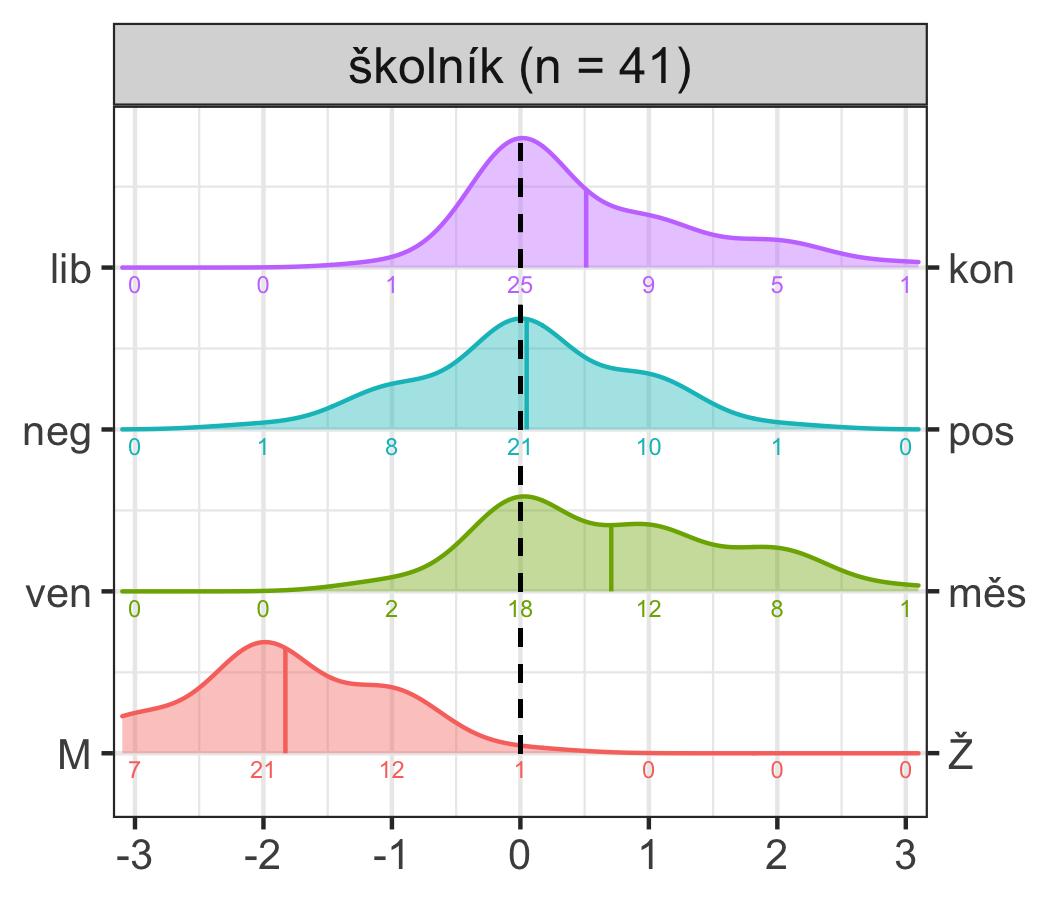 školník (n = 41)
lib kon
0 0 1 25 9 5 1
neg pos
0 1 8 21 10 1 0
ven měs
0 0 2 18 12 8 1
M Ž
7 21 12 1 0 0 0
-3 -2 -1 0 1 2 3